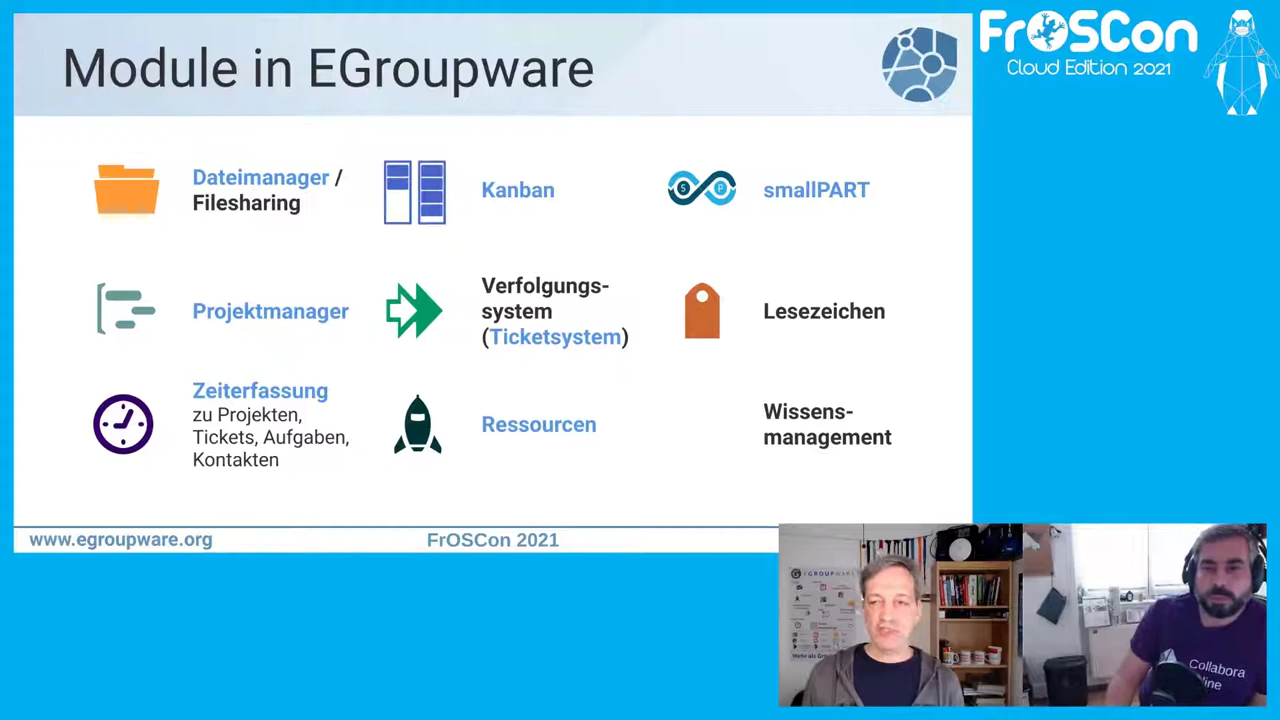 Module in EGroupware
FrOSCon
Cloud Edition 2021
Dateimanager /
Filesharing
Kanban
S P
smallPART
Projektmanager
Verfolgungs-
system
(Ticketsystem)
Lesezeichen
Zeiterfassung
zu Projekten,
Tickets, Aufgaben,
Kontakten
Ressourcen
Wissens-
management
www.egroupware.org
FrOSCon 2021
EGROUPWARE
Collabora